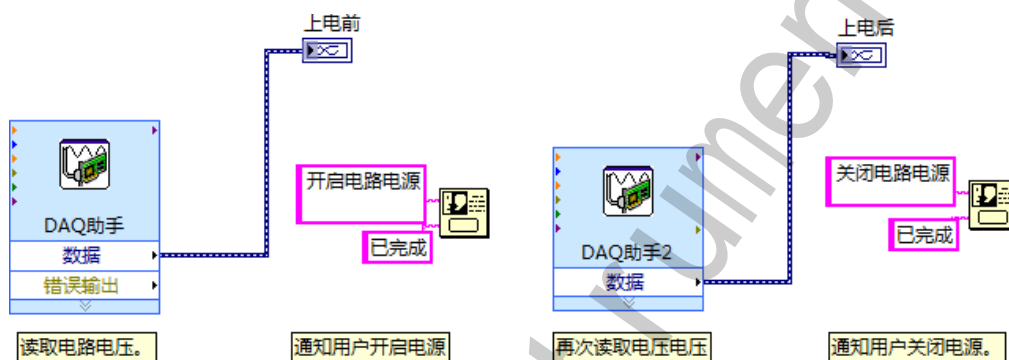 上电前
上电后
开启电路电源
已完成
关闭电路电源
已完成
DAQ助手
数据
错误输出
DAQ助手2
数据
读取电路电压。
通知用户开启电源
再次读取电压电压
通知用户关闭电源。